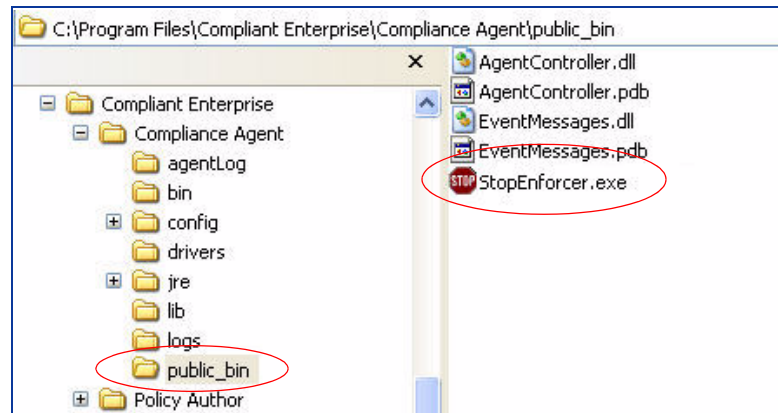 C:\Program Files\Compliant Enterprise\Compliance Agent\public_bin
Compliant Enterprise
Compliance Agent
agentLog
bin
config
drivers
jre
lib
logs
public_bin
Policy Author
AgentController.dll
AgentController.pdb
EventMessages.dll
EventMessages.pdb
STOP StopEnforcer.exe